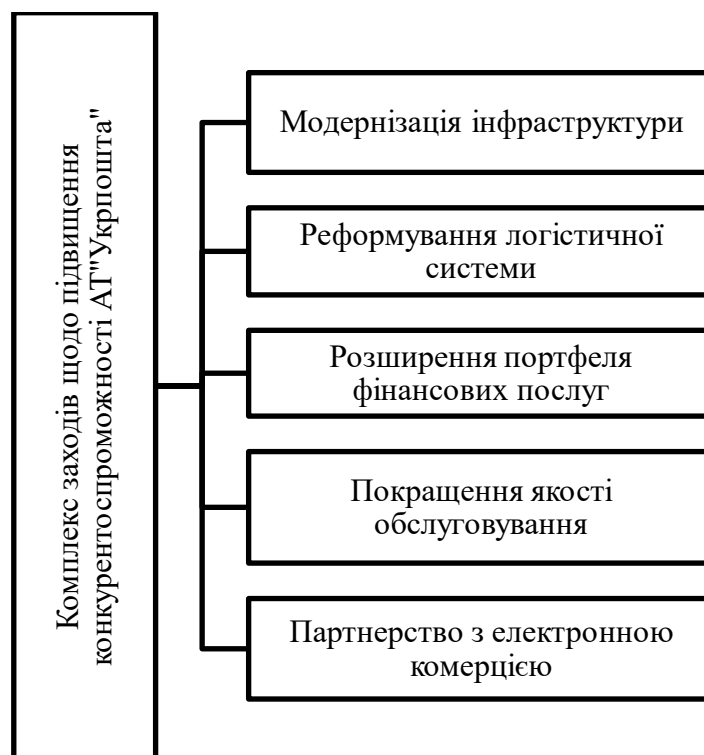 Комплекс заходів щодо підвищення
конкурентоспроможності АТ"Укрпошта"
Модернізація інфраструктури
Реформування логістичної
системи
Розширення портфеля
фінансових послуг
Покращення якості
обслуговування
Партнерство з електронною
комерцією